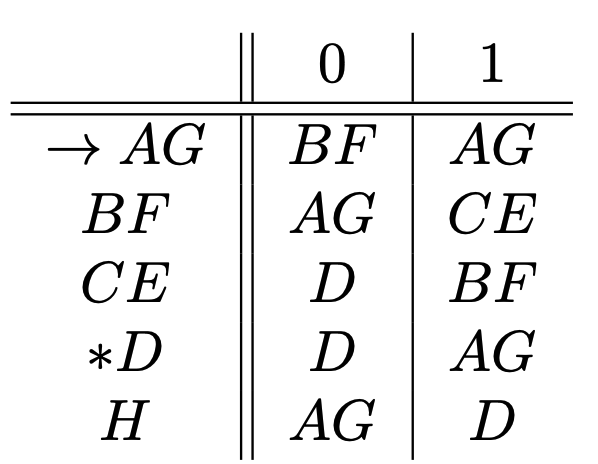 0 1
→ AG BF AG
BF AG CE
CE D BF
*D D AG
H AG D